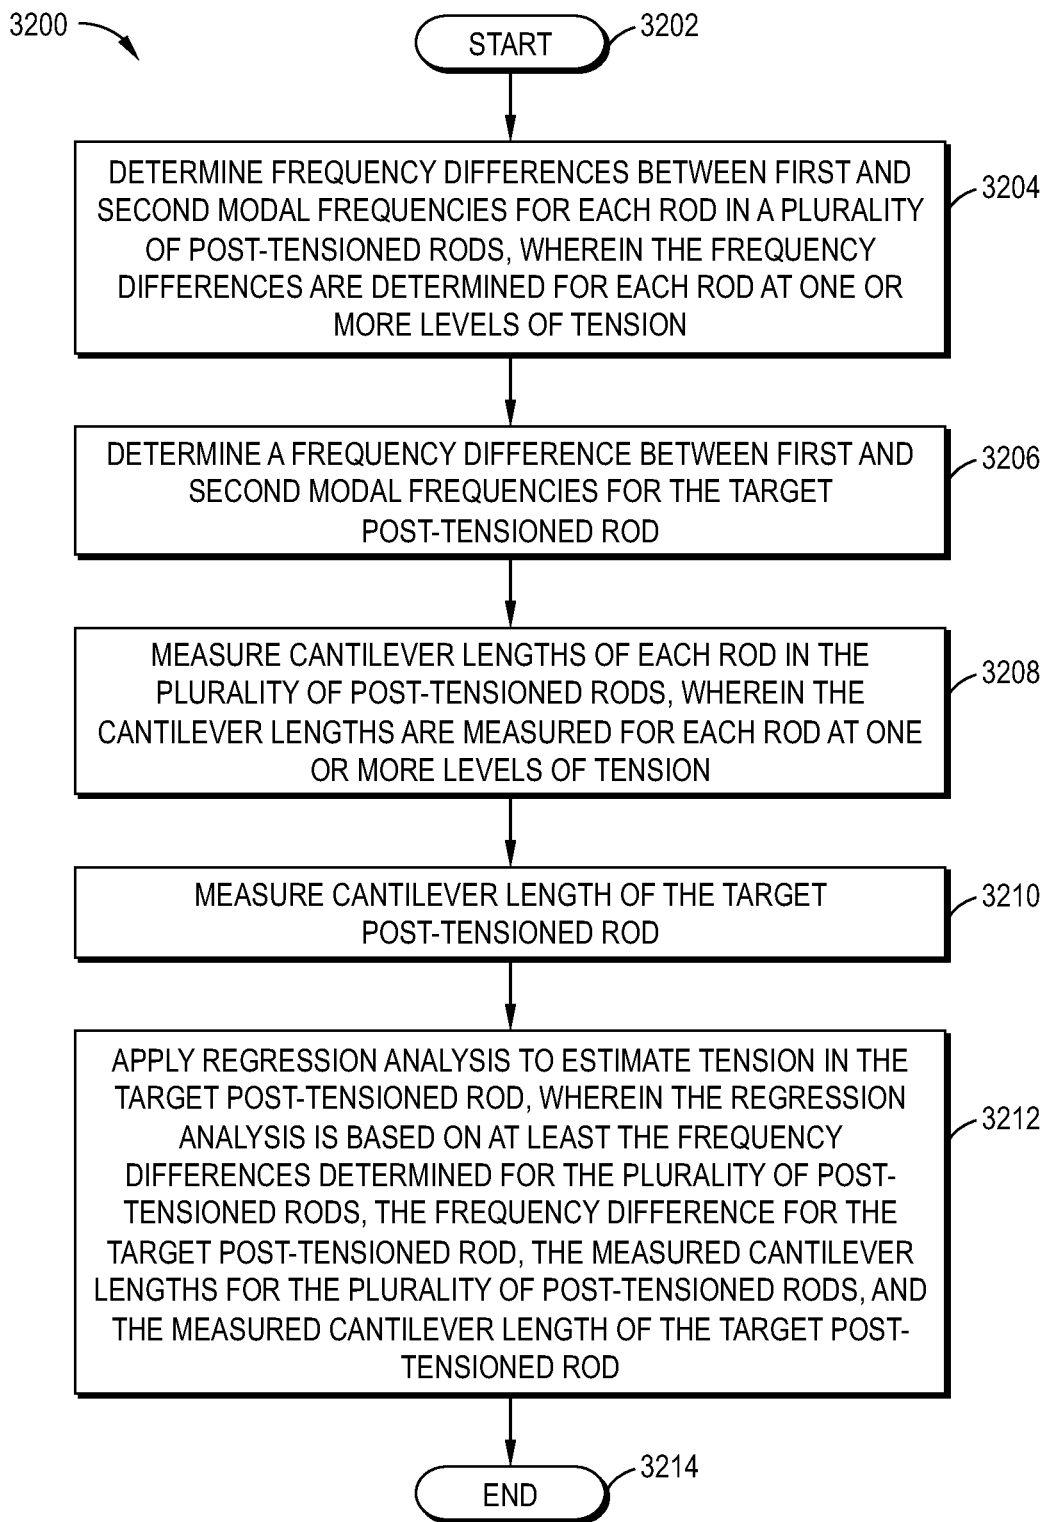 3200
START
3202
DETERMINE FREQUENCY DIFFERENCES BETWEEN FIRST AND
SECOND MODAL FREQUENCIES FOR EACH ROD IN A PLURALITY
OF POST-TENSIONED RODS, WHEREIN THE FREQUENCY
DIFFERENCES ARE DETERMINED FOR EACH ROD AT ONE OR
MORE LEVELS OF TENSION
3204
DETERMINE A FREQUENCY DIFFERENCE BETWEEN FIRST AND
SECOND MODAL FREQUENCIES FOR THE TARGET
POST-TENSIONED ROD
3206
MEASURE CANTILEVER LENGTHS OF EACH ROD IN THE
PLURALITY OF POST-TENSIONED RODS, WHEREIN THE
CANTILEVER LENGTHS ARE MEASURED FOR EACH ROD AT ONE
OR MORE LEVELS OF TENSION
3208
MEASURE CANTILEVER LENGTH OF THE TARGET
POST-TENSIONED ROD
3210
APPLY REGRESSION ANALYSIS TO ESTIMATE TENSION IN THE
TARGET POST-TENSIONED ROD, WHEREIN THE REGRESSION
ANALYSIS IS BASED ON AT LEAST THE FREQUENCY
DIFFERENCES DETERMINED FOR THE PLURALITY OF POST-
TENSIONED RODS, THE FREQUENCY DIFFERENCE FOR THE
TARGET POST-TENSIONED ROD, THE MEASURED CANTILEVER
LENGTHS FOR THE PLURALITY OF POST-TENSIONED RODS, AND
THE MEASURED CANTILEVER LENGTH OF THE TARGET POST-
TENSIONED ROD
3212
END
3214